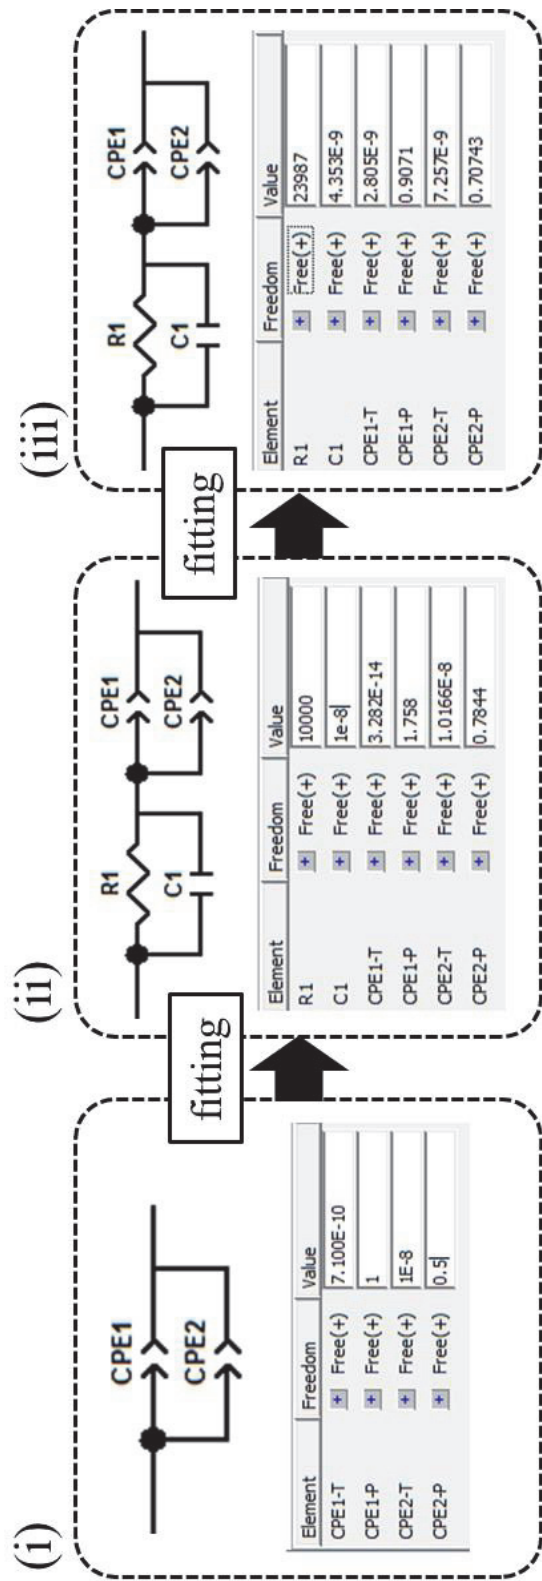 (i)
CPE1
CPE2
Element Freedom Value
CPE1-T + Free(+) 7.100E-10
CPE1-P + Free(+) 1
CPE2-T + Free(+) 1E-8
CPE2-P + Free(+) 0.5
fitting
(ii)
R1 CPE1
C1 CPE2
Element Freedom Value
R1 + Free(+) 10000
C1 + Free(+) 1e-8
CPE1-T + Free(+) 3.282E-14
CPE1-P + Free(+) 1.758
CPE2-T + Free(+) 1.0166E-8
CPE2-P + Free(+) 0.7844
fitting
(iii)
R1 CPE1
C1 CPE2
Element Freedom Value
R1 + Free(+) 23987
C1 + Free(+) 4.353E-9
CPE1-T + Free(+) 2.805E-9
CPE1-P + Free(+) 0.9071
CPE2-T + Free(+) 7.257E-9
CPE2-P + Free(+) 0.70743